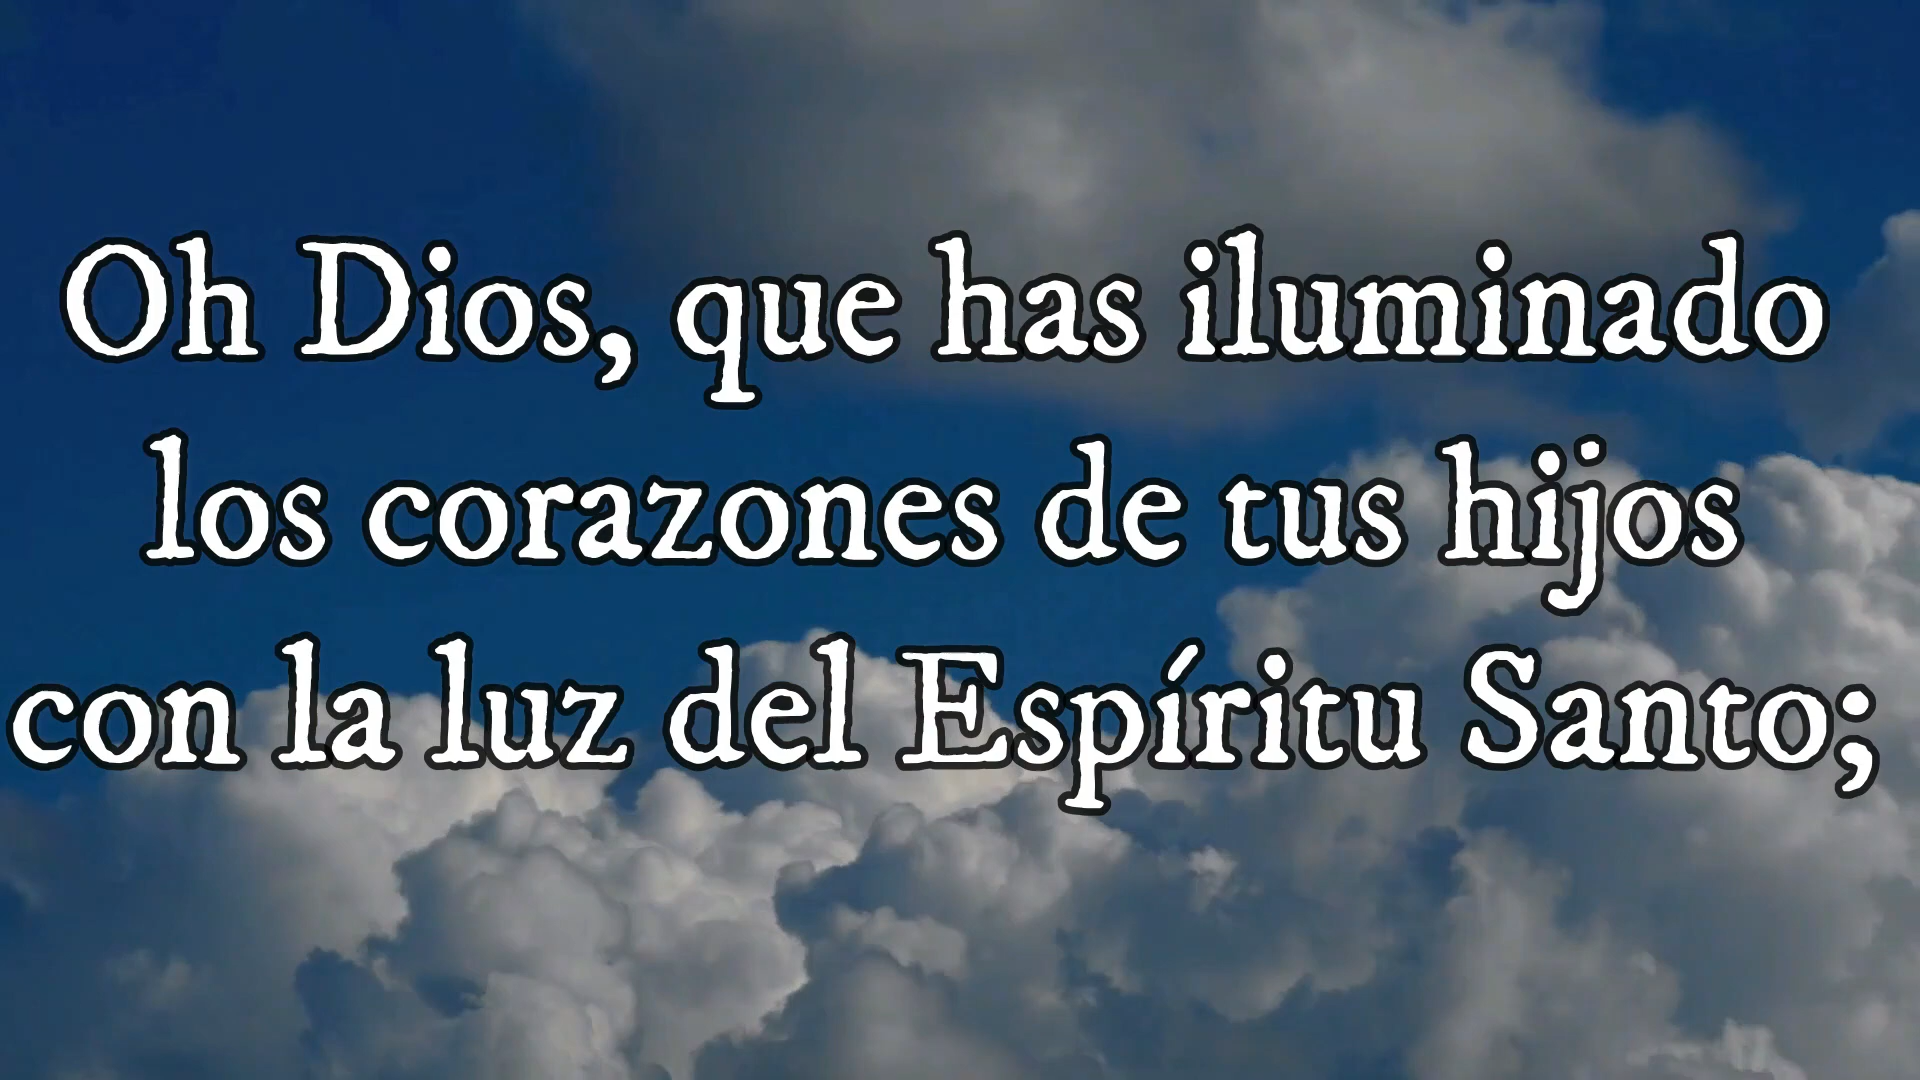 Oh Dios, que has iluminado
los corazones de tus hijos
con la luz del Espíritu Santo;